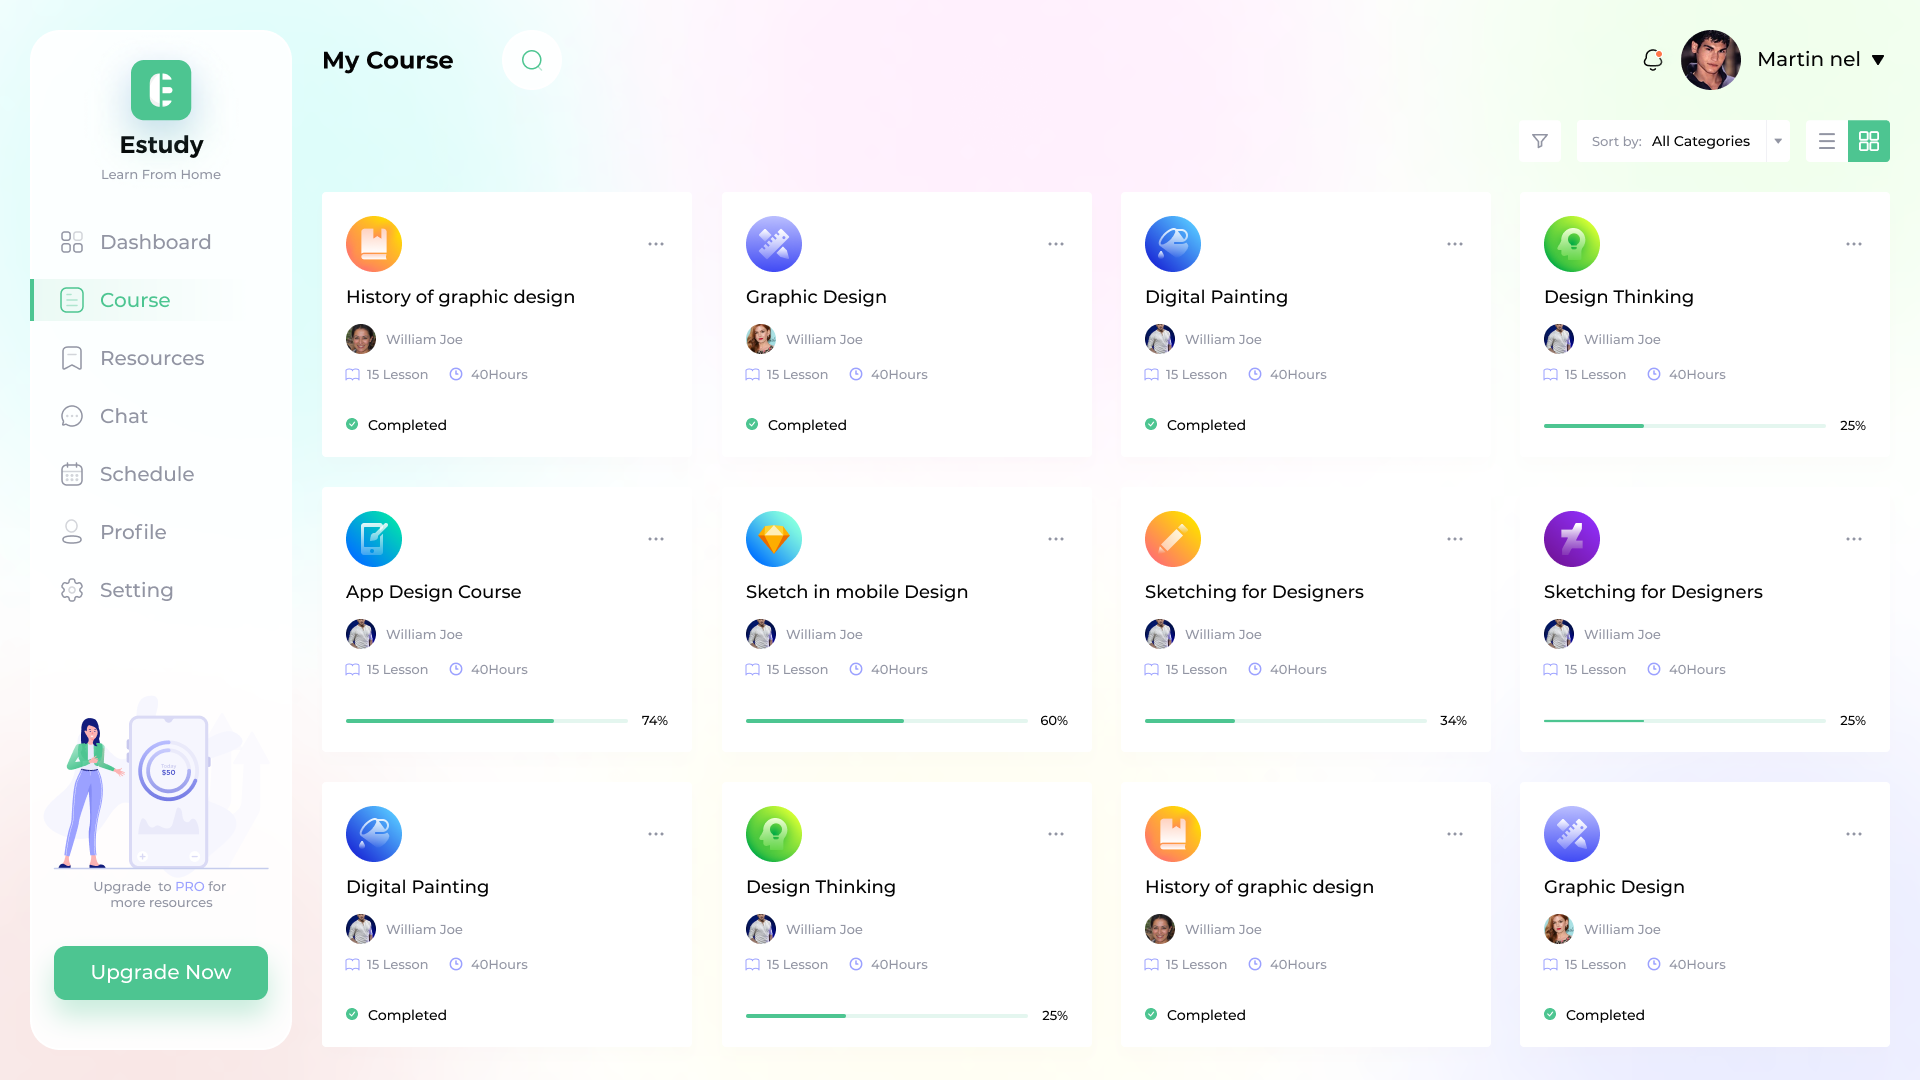 Estudy
Learn From Home
Dashboard
Course
Resources
Chat
Schedule
Profile
Setting
Today
$50
Upgrade to PRO for
more resources
Upgrade Now
My Course
Martin nel
Sort by: All Categories
History of graphic design
William Joe
15 Lesson 40Hours
Completed
Graphic Design
William Joe
15 Lesson 40Hours
Completed
Digital Painting
William Joe
15 Lesson 40Hours
Completed
Design Thinking
William Joe
15 Lesson 40Hours
25%
App Design Course
William Joe
15 Lesson 40Hours
74%
Sketch in mobile Design
William Joe
15 Lesson 40Hours
60%
Sketching for Designers
William Joe
15 Lesson 40Hours
34%
Sketching for Designers
William Joe
15 Lesson 40Hours
25%
Digital Painting
William Joe
15 Lesson 40Hours
Completed
Design Thinking
William Joe
15 Lesson 40Hours
25%
History of graphic design
William Joe
15 Lesson 40Hours
Completed
Graphic Design
William Joe
15 Lesson 40Hours
Completed